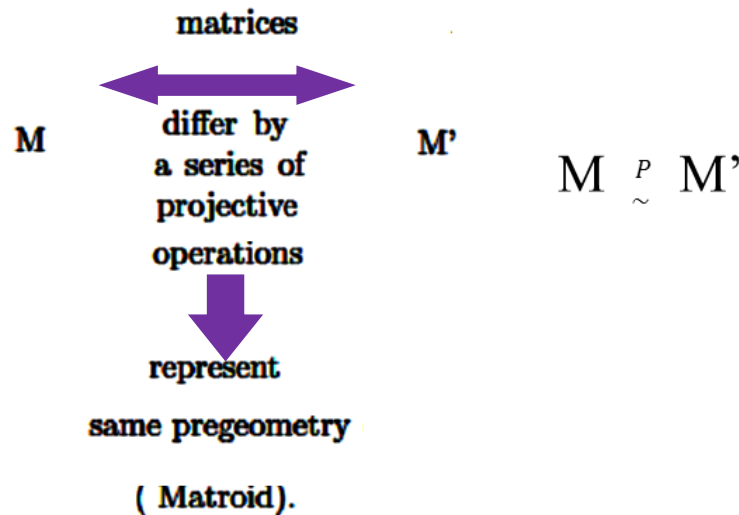 matrices
M
differ by
a series of
projective
operations
M'
M P ~ M’
represent
same pregeometry
( Matroid).